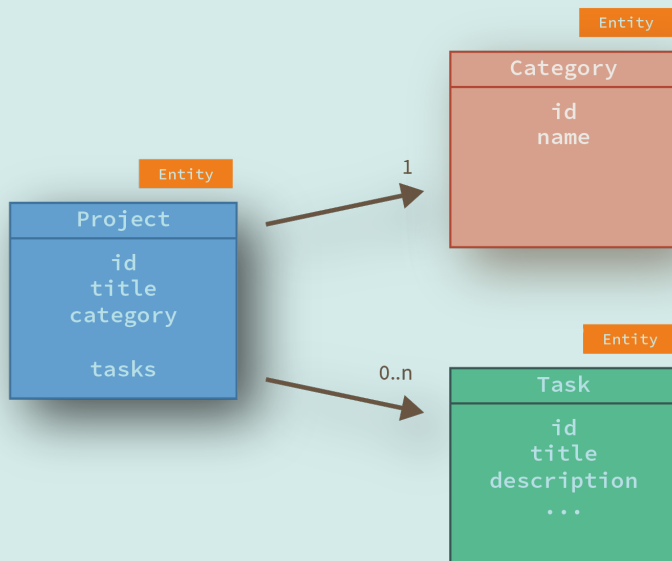 Entity
Project
id
title
category
tasks
1
0..n
Entity
Category
id
name
Entity
Task
id
title
description
...